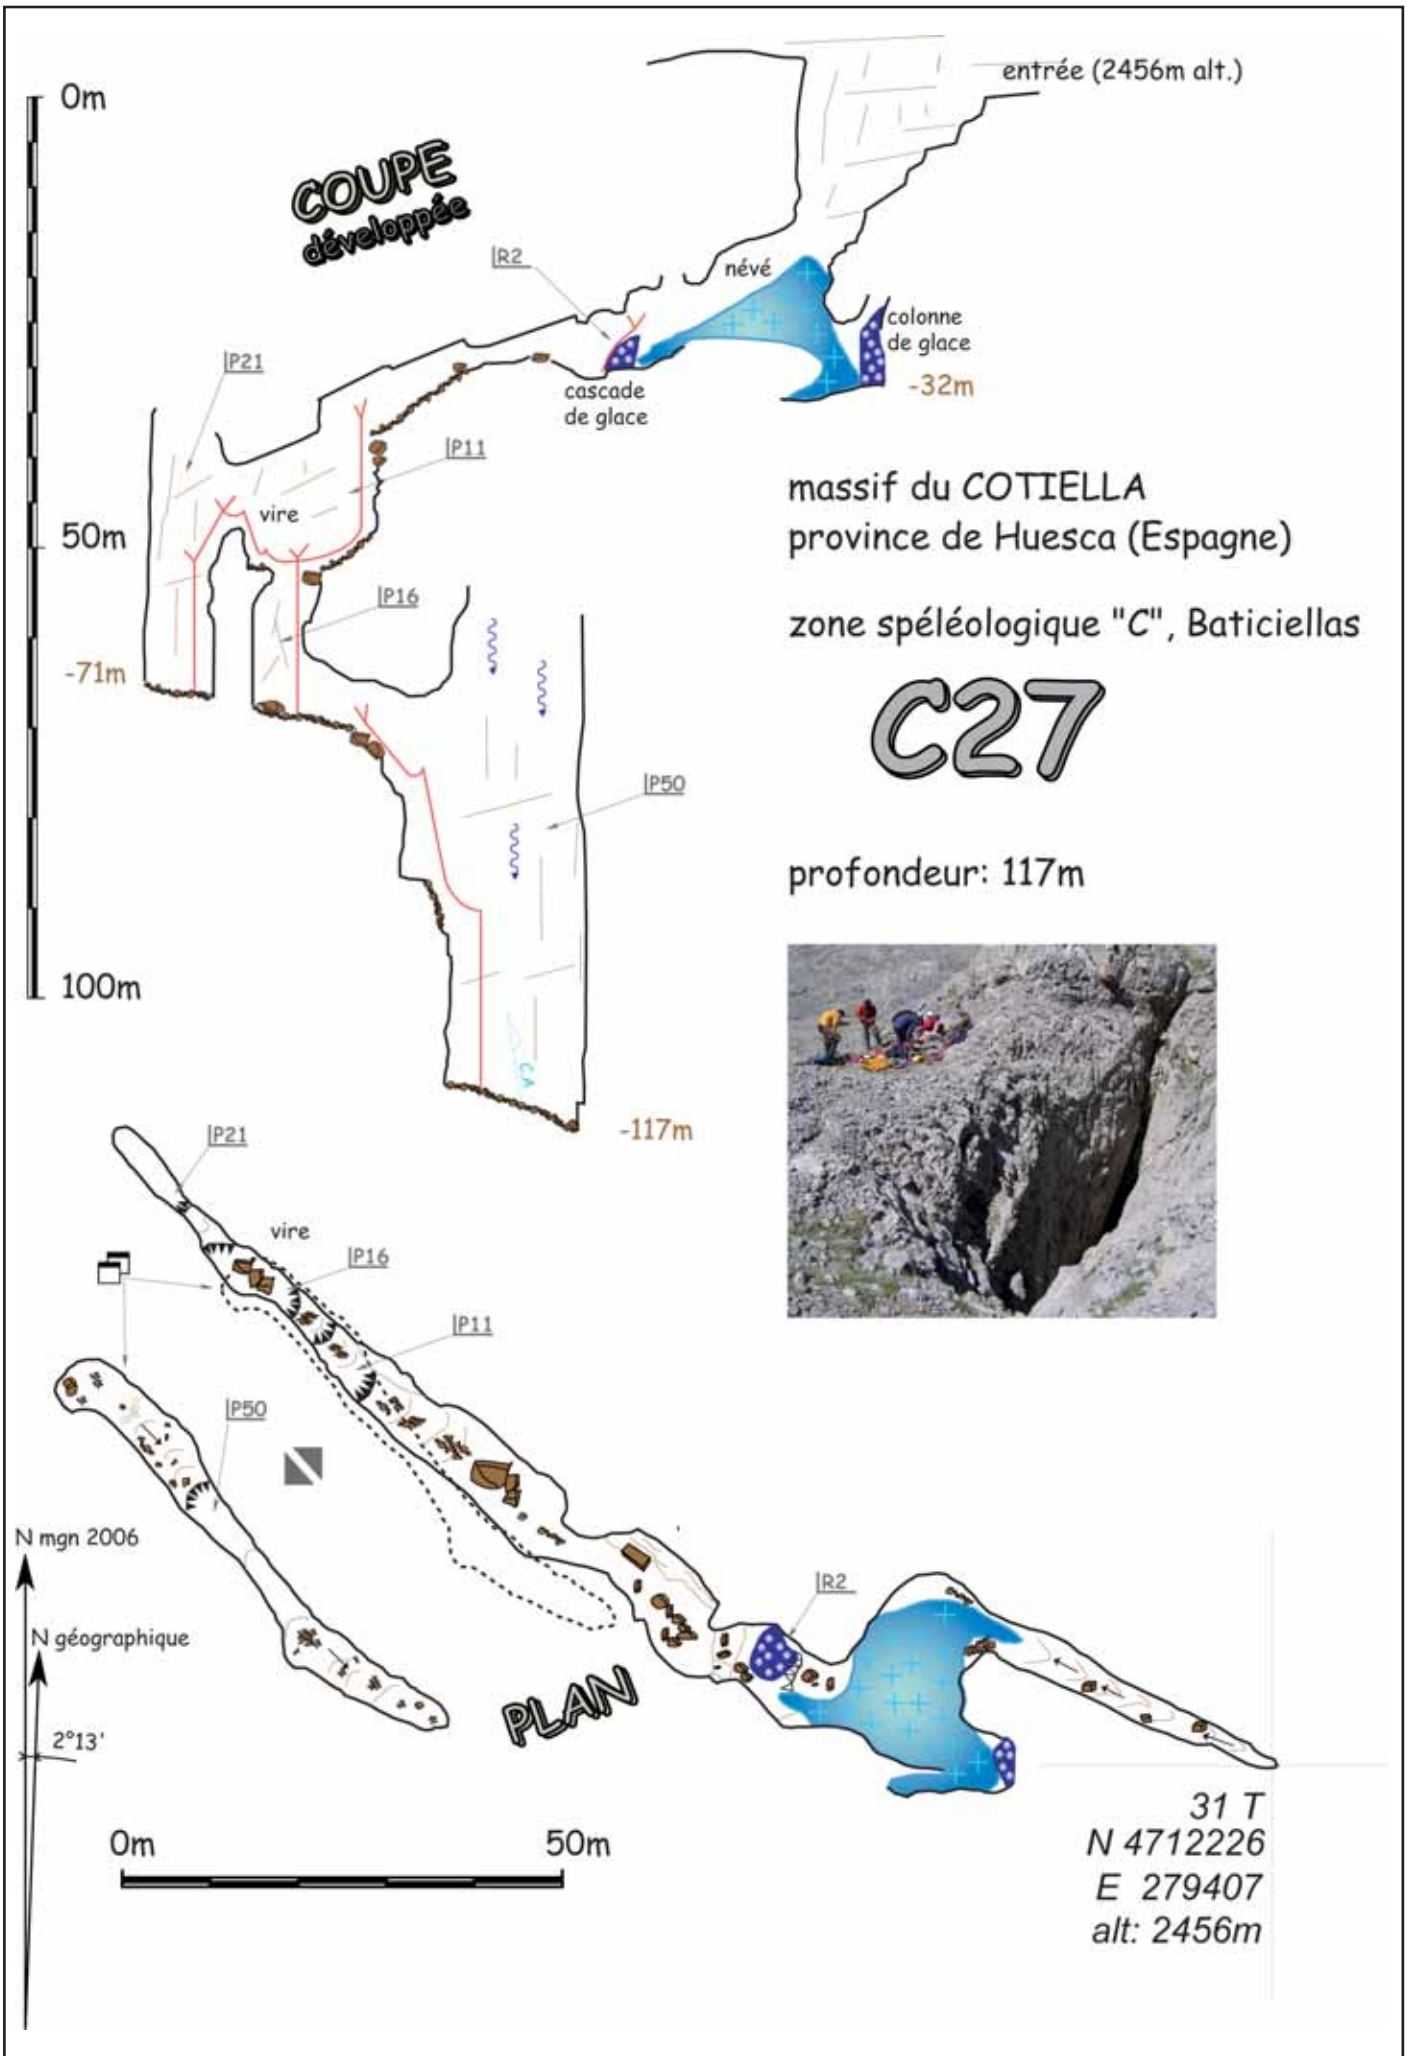 entrée (2456m alt.)
0m
COUPE
développée
R2
névé
colonne
de glace
-32m
cascade
de glace
P21
P11
vire
50m
P16
-71m
P50
100m
CA
-117m
massif du COTIELLA
province de Huesca (Espagne)
zone spéléologique "C", Baticiellas
C27
profondeur: 117m
P21
vire
P16
P11
P50
R2
N mgn 2006
N géographique
2°13'
PLAN
0m 50m
31 T
N 4712226
E 279407
alt: 2456m